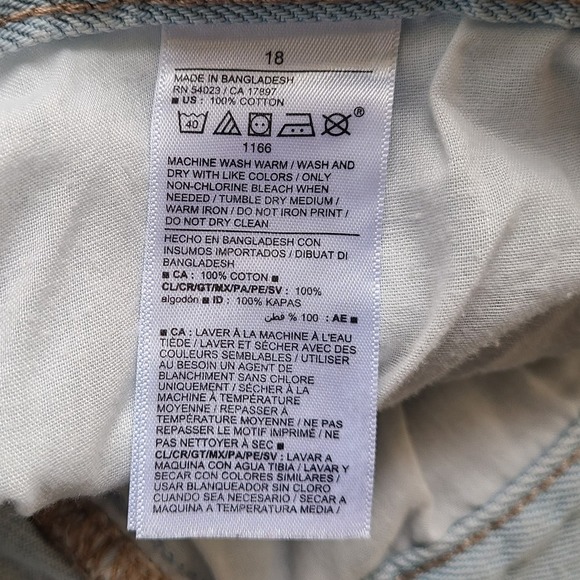 18
MADE IN BANGLADESH
RN 54023 / CA 17897
■ US : 100% COTTON
40 ®
1166
MACHINE WASH WARM / WASH AND
DRY WITH LIKE COLORS / ONLY
NON-CHLORINE BLEACH WHEN
NEEDED / TUMBLE DRY MEDIUM /
WARM IRON / DO NOT IRON PRINT /
DO NOT DRY CLEAN
HECHO EN BANGLADESH CON
INSUMOS IMPORTADOS / DIBUAT DI
BANGLADESH
■ CA : 100% COTON ■
CL/CR/GT/MX/PA/PE/SV : 100%
algodón ■ ID : 100% KAPAS
■ AE : 100 % قطن
■ CA : LAVER À LA MACHINE À L'EAU
TIÈDE / LAVER ET SÉCHER AVEC DES
COULEURS SEMBLABLES / UTILISER
AU BESOIN UN AGENT DE
BLANCHIMENT SANS CHLORE
UNIQUEMENT / SÉCHER À LA
MACHINE À TEMPÉRATURE
MOYENNE / REPASSER À
TEMPÉRATURE MOYENNE / NE PAS
REPASSER LE MOTIF IMPRIMÉ / NE
PAS NETTOYER À SEC ■
CL/CR/GT/MX/PA/PE/SV : LAVAR A
MAQUINA CON AGUA TIBIA / LAVAR Y
SECAR CON COLORES SIMILARES /
USAR BLANQUEADOR SIN CLORO
CUANDO SEA NECESARIO / SECAR A
MAQUINA A TEMPERATURA MEDIA /